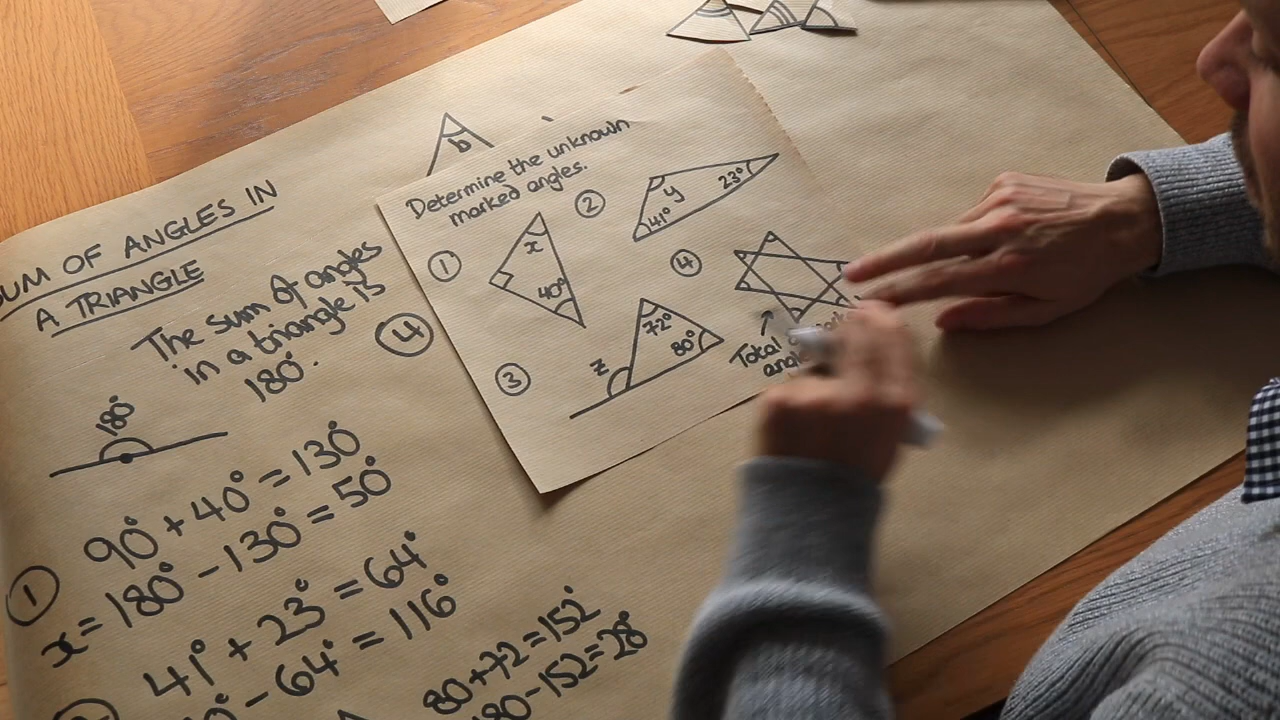 SUM OF ANGLES IN
A TRIANGLE
The sum of angles
in a triangle is
180°.
180°
④
b
Determine the unknown
marked angles.
①
x
40°
②
y
41°
23°
③
z
72°
80°
④
Total
① 90° + 40° = 130°
x = 180° - 130° = 50°
41° + 23° = 64°
- 64° = 116°
80+72=152°
-152=28°